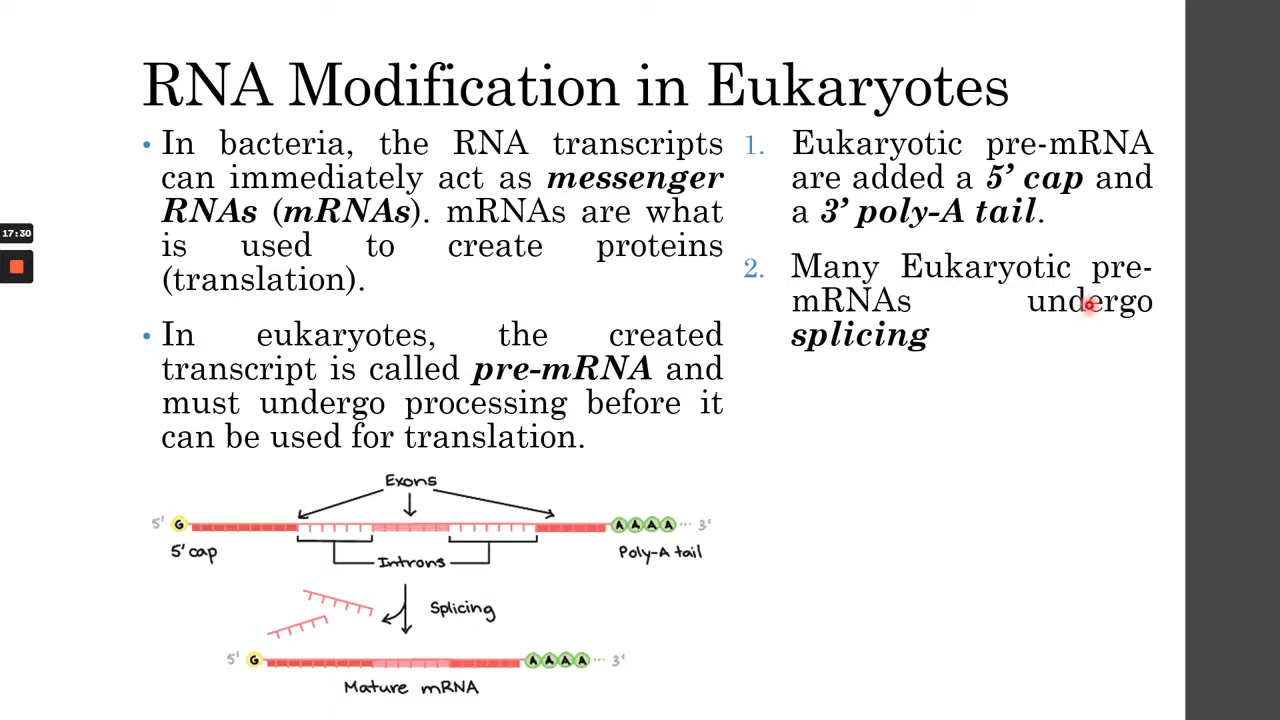 RNA Modification in Eukaryotes
• In bacteria, the RNA transcripts
can immediately act as messenger
RNAs (mRNAs). mRNAs are what
is used to create proteins
(translation).
• In eukaryotes, the created
transcript is called pre-mRNA and
must undergo processing before it
can be used for translation.
1. Eukaryotic pre-mRNA
are added a 5’ cap and
a 3’ poly-A tail.
2. Many Eukaryotic pre-
mRNAs undergo
splicing
17:30
Exons
5' G A A A A ... 3'
5' cap
Introns
Poly-A tail
Splicing
5' G A A A A ... 3'
Mature mRNA